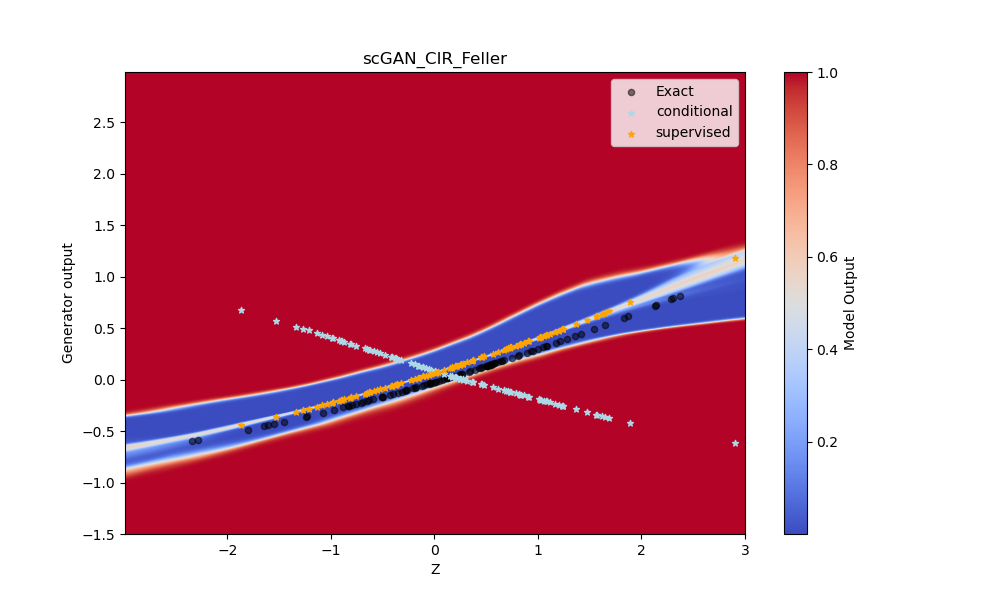 scGAN_CIR_Feller
Exact
conditional
supervised
Generator output
2.5
2.0
1.5
1.0
0.5
0.0
−0.5
−1.0
−1.5
−2
−1
0
1
2
3
Z
1.0
0.8
0.6
0.4
0.2
Model Output